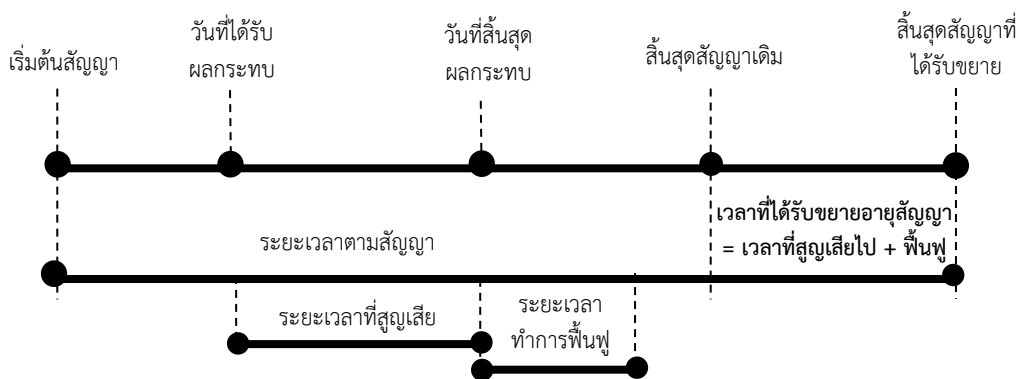 เริ่มต้นสัญญา
วันที่ได้รับ
ผลกระทบ
วันที่สิ้นสุด
ผลกระทบ
สิ้นสุดสัญญาเดิม
สิ้นสุดสัญญาที่
ได้รับขยาย
ระยะเวลาตามสัญญา
เวลาที่ได้รับขยายอายุสัญญา
= เวลาที่สูญเสียไป + ฟื้นฟู
ระยะเวลาที่สูญเสีย
ระยะเวลา
ทำการฟื้นฟู